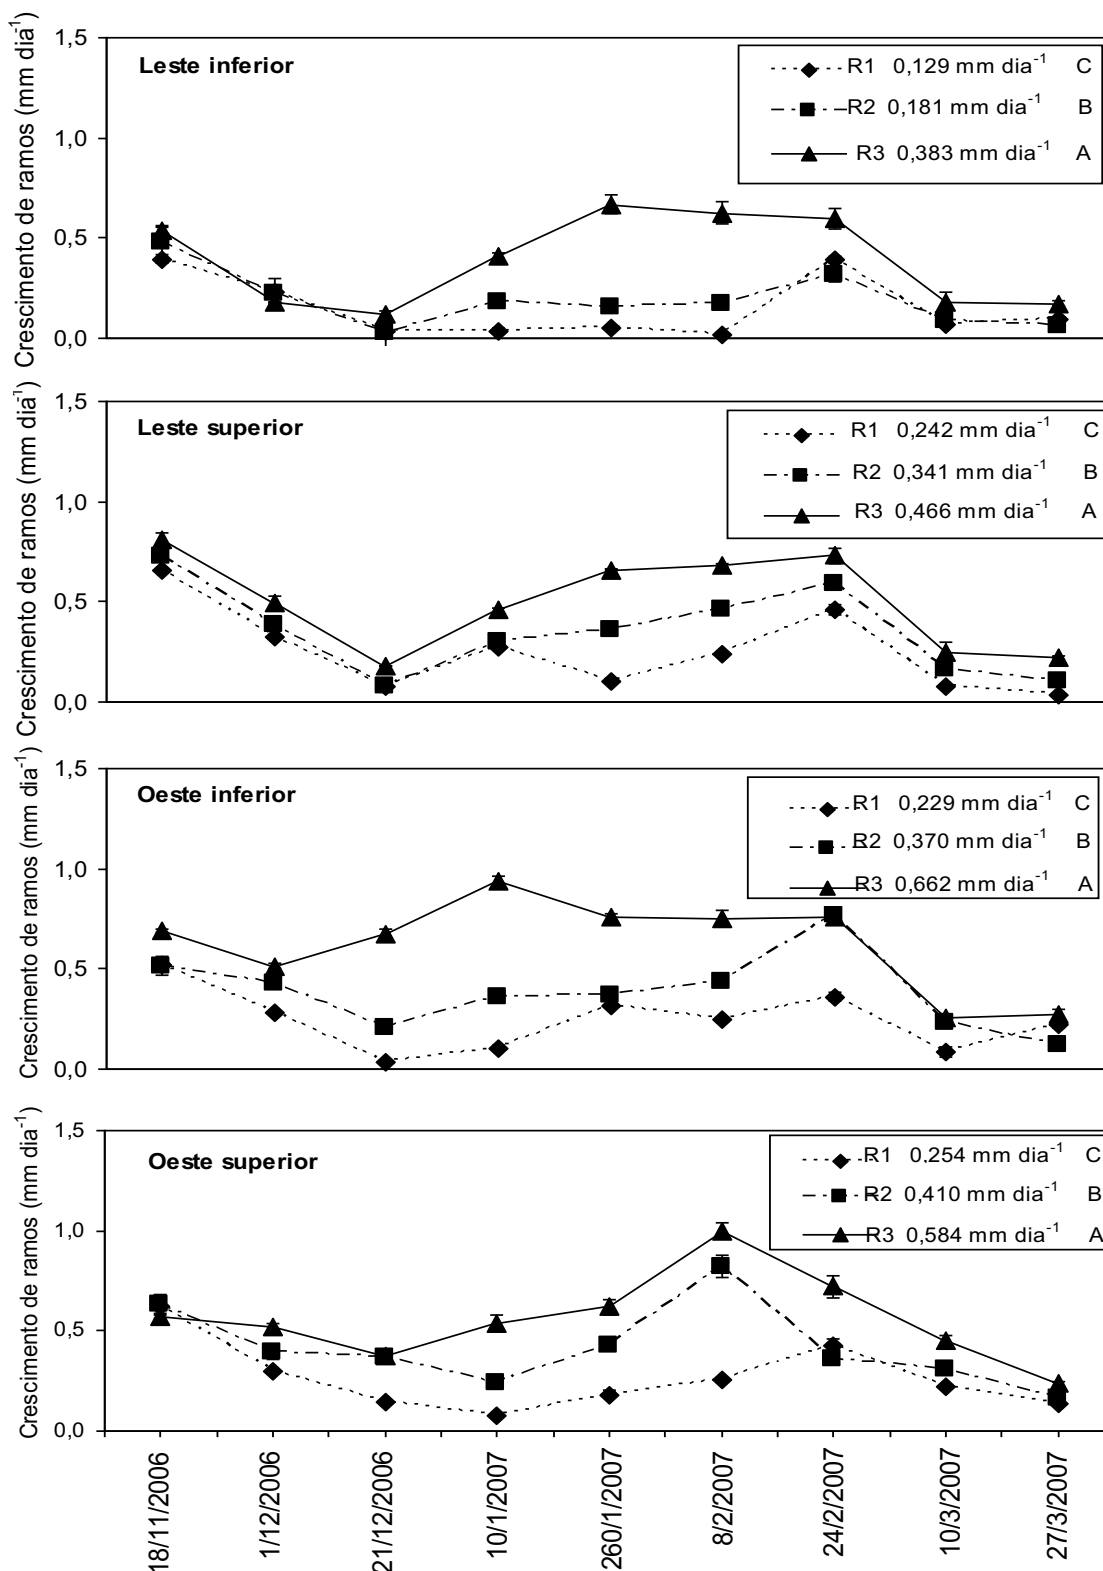 Crescimento de ramos (mm dia-1)
1,5
1,0
0,5
0,0
Leste inferior
R1 0,129 mm dia-1 C
R2 0,181 mm dia-1 B
R3 0,383 mm dia-1 A
Crescimento de ramos (mm dia-1)
1,5
1,0
0,5
0,0
Leste superior
R1 0,242 mm dia-1 C
R2 0,341 mm dia-1 B
R3 0,466 mm dia-1 A
Crescimento de ramos (mm dia-1)
1,5
1,0
0,5
0,0
Oeste inferior
R1 0,229 mm dia-1 C
R2 0,370 mm dia-1 B
R3 0,662 mm dia-1 A
Crescimento de ramos (mm dia-1)
1,5
1,0
0,5
0,0
Oeste superior
R1 0,254 mm dia-1 C
R2 0,410 mm dia-1 B
R3 0,584 mm dia-1 A
18/11/2006
1/12/2006
21/12/2006
10/1/2007
260/1/2007
8/2/2007
24/2/2007
10/3/2007
27/3/2007